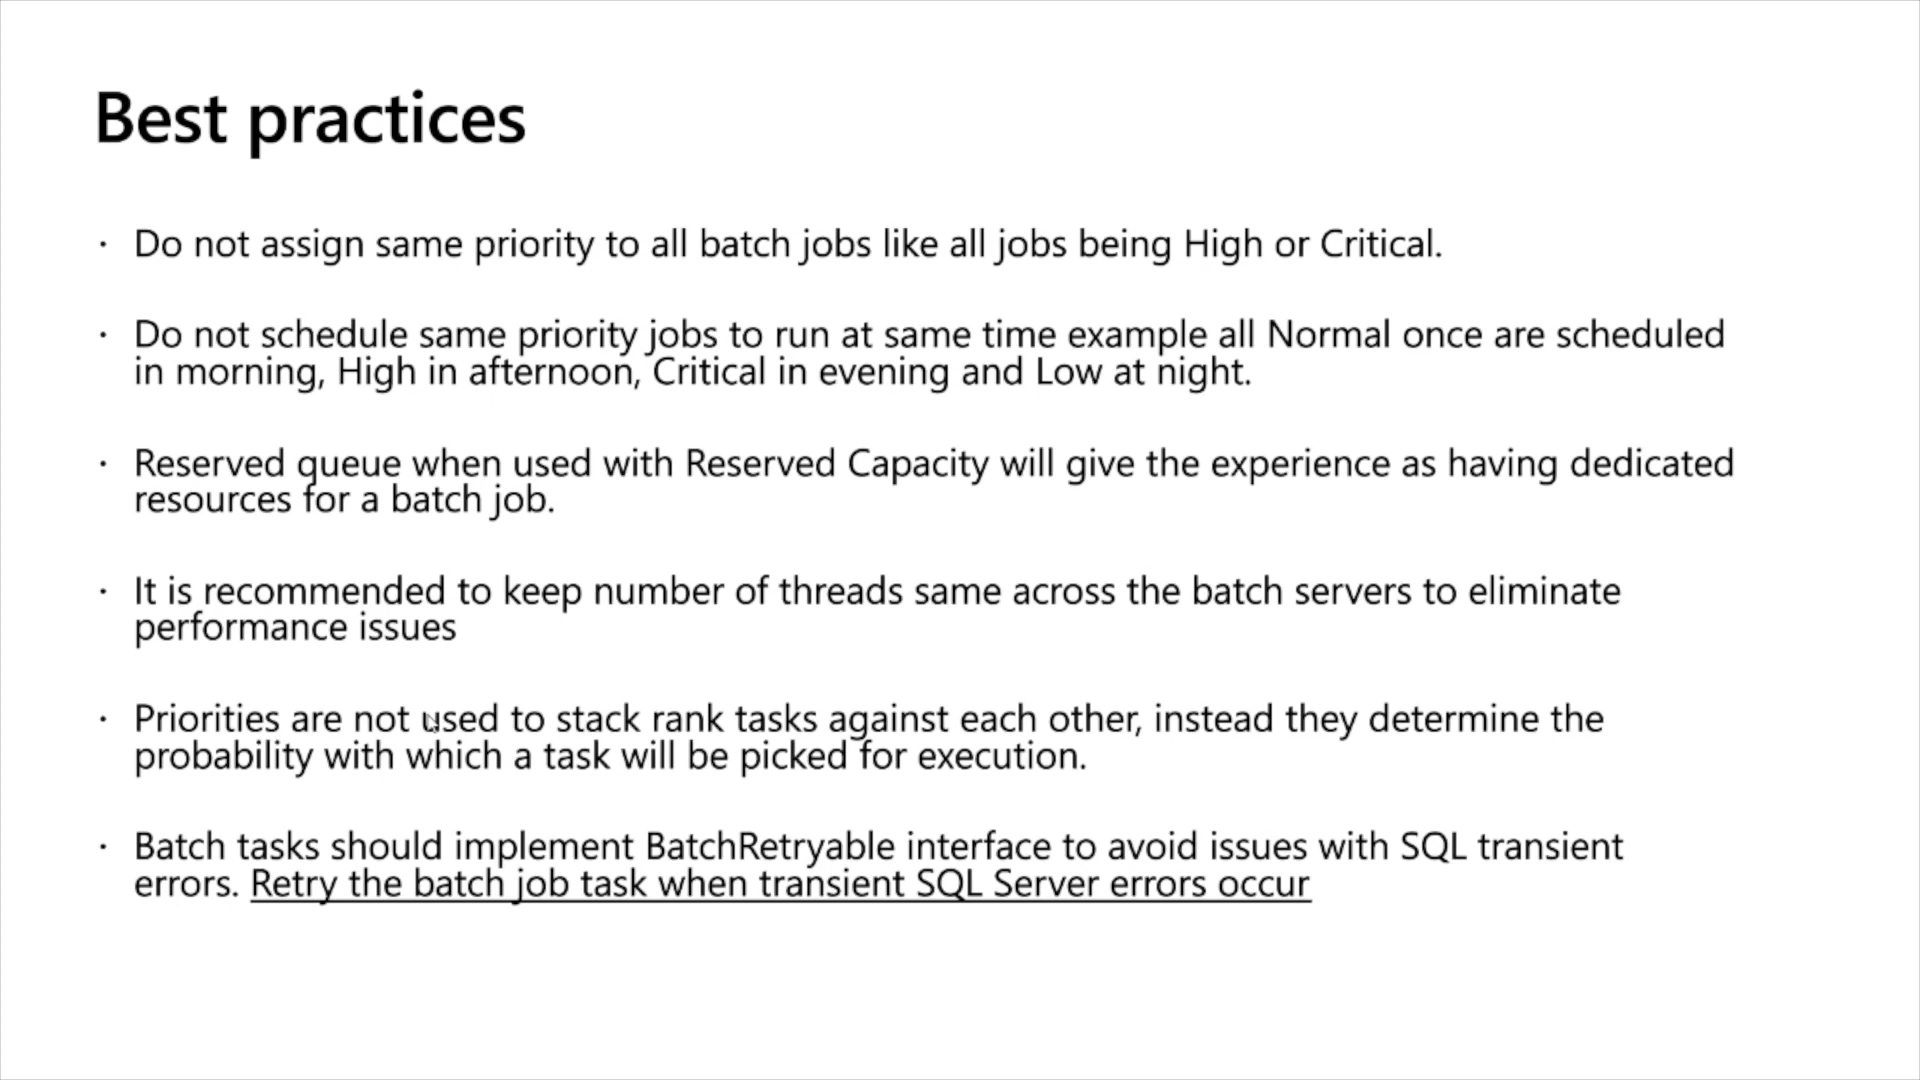 Best practices
· Do not assign same priority to all batch jobs like all jobs being High or Critical.
· Do not schedule same priority jobs to run at same time example all Normal once are scheduled
in morning, High in afternoon, Critical in evening and Low at night.
· Reserved queue when used with Reserved Capacity will give the experience as having dedicated
resources for a batch job.
· It is recommended to keep number of threads same across the batch servers to eliminate
performance issues
· Priorities are not used to stack rank tasks against each other, instead they determine the
probability with which a task will be picked for execution.
· Batch tasks should implement BatchRetryable interface to avoid issues with SQL transient
errors. Retry the batch job task when transient SQL Server errors occur